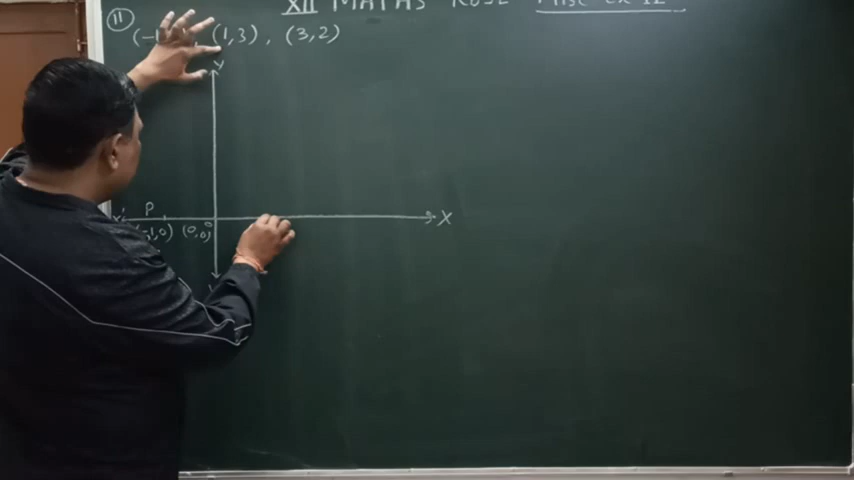 XII MATHS
(11)
(1,3), (3,2)
Y
P
X' X
(-1,0) (0,0)